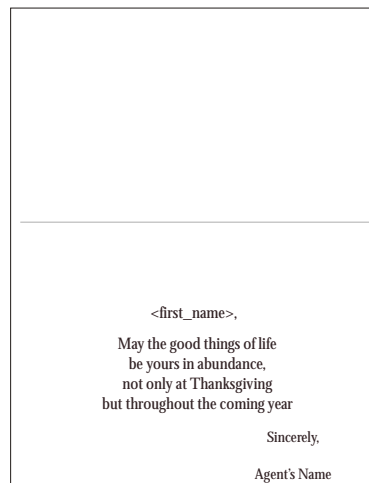 <first_name>,
May the good things of life
be yours in abundance,
not only at Thanksgiving
but throughout the coming year
Sincerely,
Agent's Name